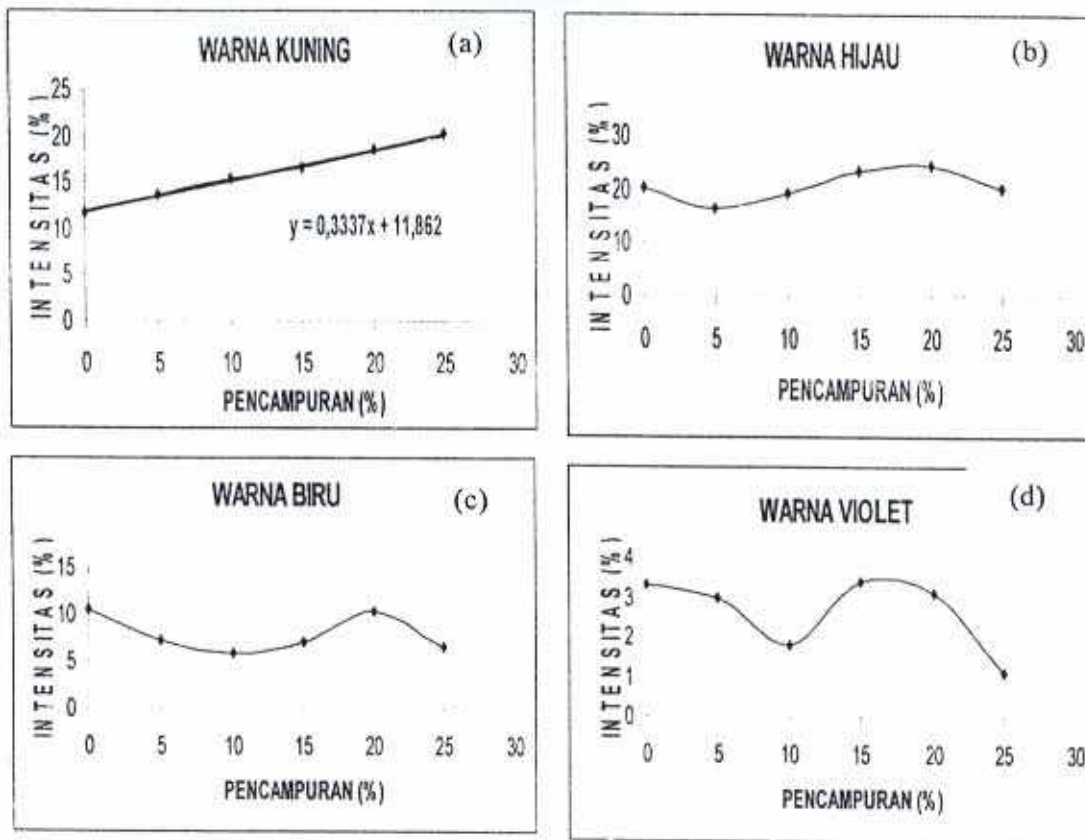 WARNA KUNING
(a)
INTENSITAS (%)
25
20
15
10
5
0
y = 0,3337x + 11,862
0 5 10 15 20 25 30
PENCAMPURAN (%)
WARNA HIJAU
(b)
INTENSITAS (%)
30
20
10
0
0 5 10 15 20 25 30
PENCAMPURAN (%)
WARNA BIRU
(c)
INTENSITAS (%)
15
10
5
0
0 5 10 15 20 25 30
PENCAMPURAN (%)
WARNA VIOLET
(d)
INTENSITAS (%)
4
3
2
1
0
0 5 10 15 20 25 30
PENCAMPURAN (%)